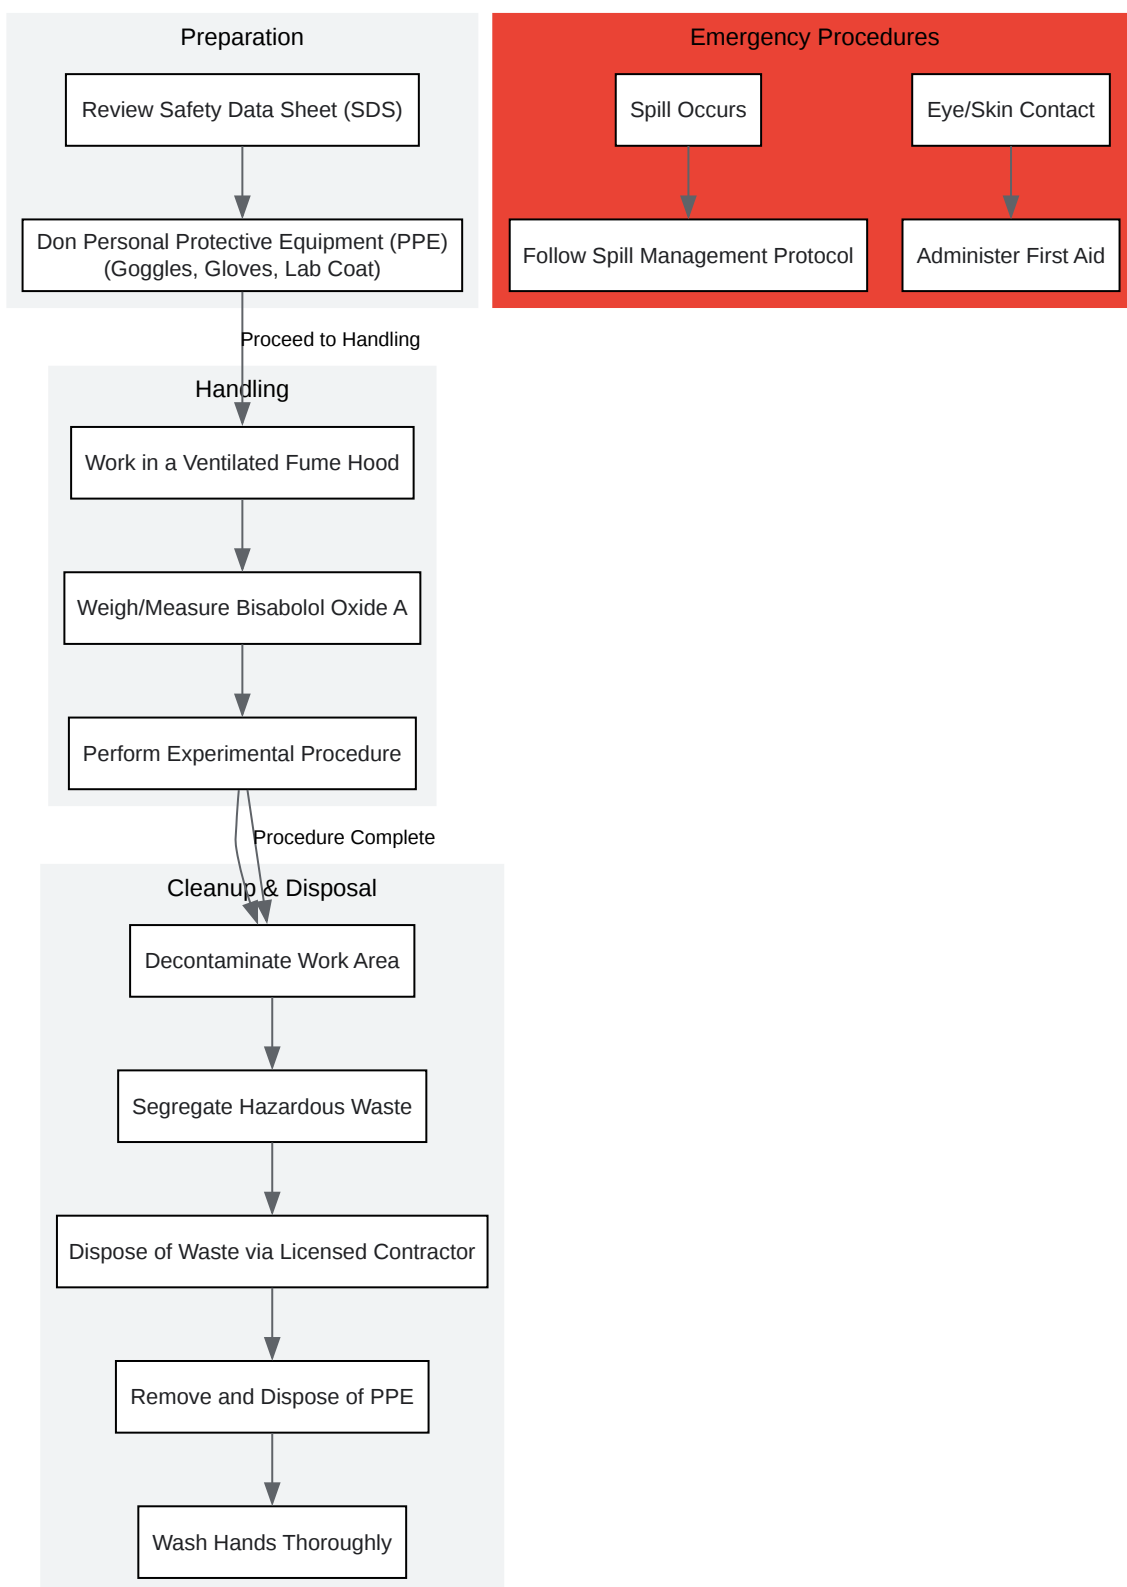 Preparation
Review Safety Data Sheet (SDS)
Don Personal Protective Equipment (PPE)
(Goggles, Gloves, Lab Coat)
Emergency Procedures
Spill Occurs
Eye/Skin Contact
Follow Spill Management Protocol
Administer First Aid
Proceed to Handling
Handling
Work in a Ventilated Fume Hood
Weigh/Measure Bisabolol Oxide A
Perform Experimental Procedure
Procedure Complete
Cleanup & Disposal
Decontaminate Work Area
Segregate Hazardous Waste
Dispose of Waste via Licensed Contractor
Remove and Dispose of PPE
Wash Hands Thoroughly